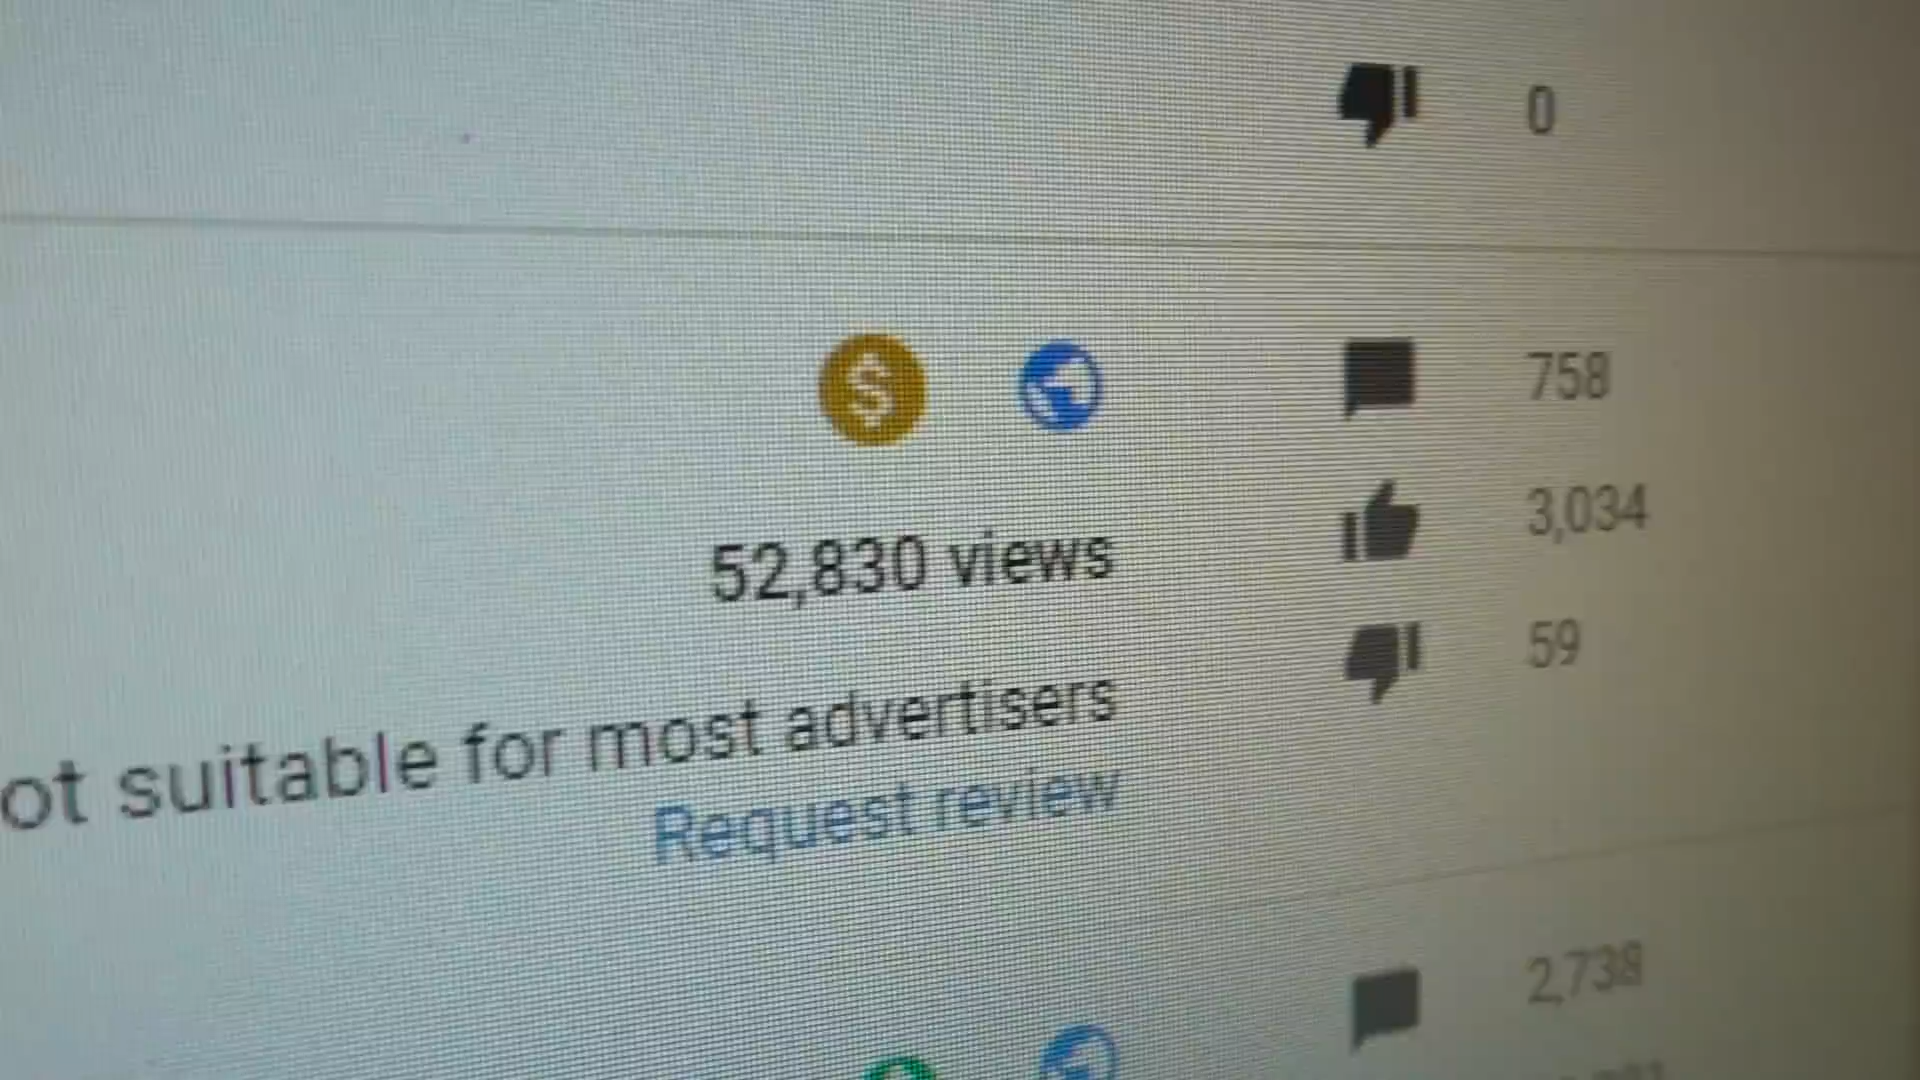 0
758
52,830 views
3,034
59
ot suitable for most advertisers
Request review
2,738